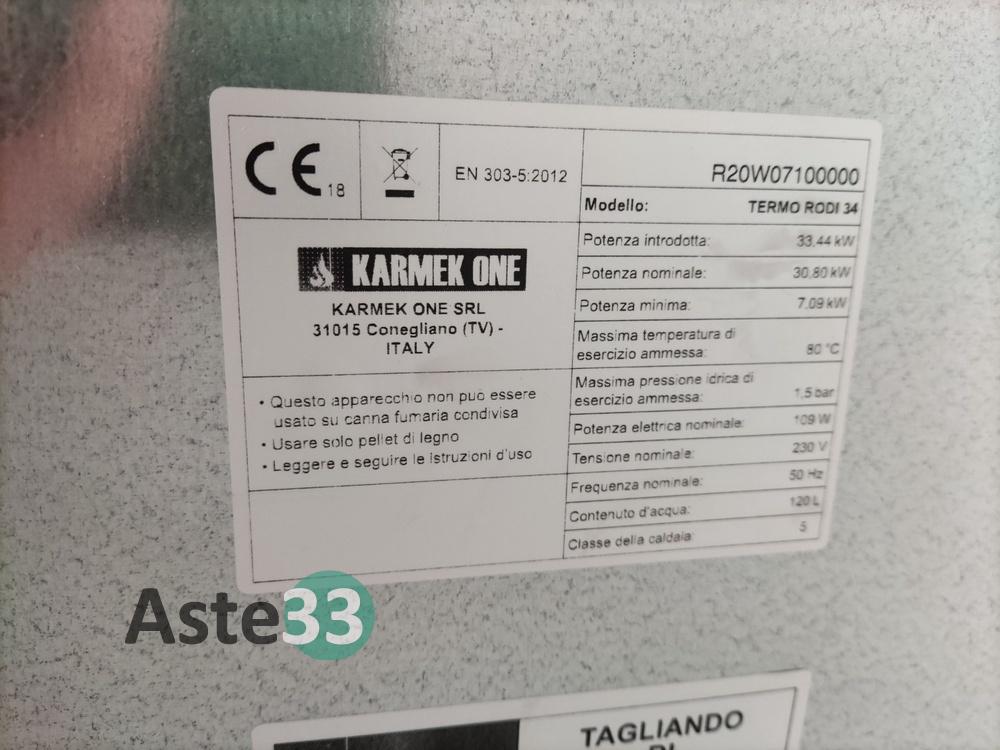 CE 18
EN 303-5:2012
R20W07100000
Modello: TERMO RODI 34
KARMEK ONE
KARMEK ONE SRL
31015 Conegliano (TV) -
ITALY
• Questo apparecchio non può essere
usato su canna fumaria condivisa
• Usare solo pellet di legno
• Leggere e seguire le istruzioni d'uso
Potenza introdotta: 33.44 kW
Potenza nominale: 30.80 kW
Potenza minima: 7.09 kW
Massima temperatura di
esercizio ammessa: 80 °C
Massima pressione idrica di
esercizio ammessa: 1,5 bar
Potenza elettrica nominale: 109 W
Tensione nominale: 230 V
Frequenza nominale: 50 Hz
Contenuto d'acqua: 120 L
Classe della caldaia: 5
Aste33
TAGLIANDO
DI